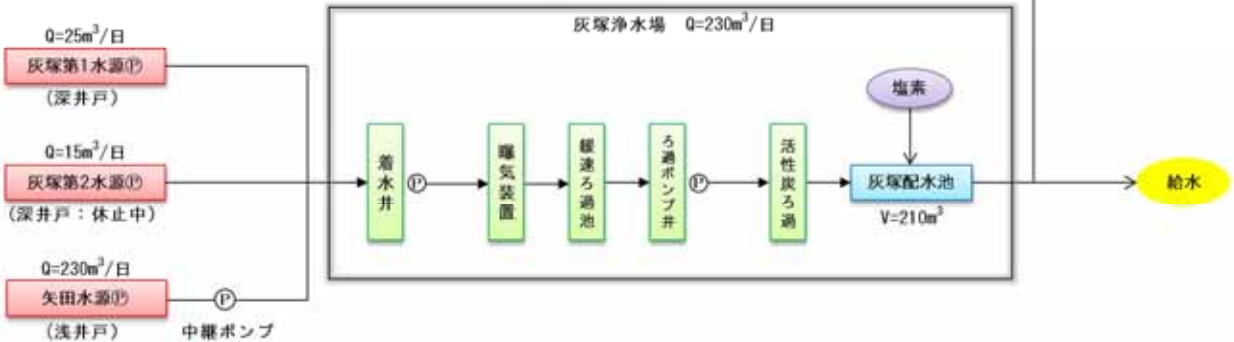 灰塚浄水場 Q=230m³/日
Q=25m³/日
灰塚第1水源Ⓟ
(深井戸)
Q=15m³/日
灰塚第2水源Ⓟ
(深井戸:休止中)
Q=230m³/日
矢田水源Ⓟ
(浅井戸)
Ⓟ
中継ポンプ
着水井
Ⓟ
曝気装置
緩速ろ過池
ろ過ポンプ井
Ⓟ
活性炭ろ過
塩素
灰塚配水池
V=210m³
給水